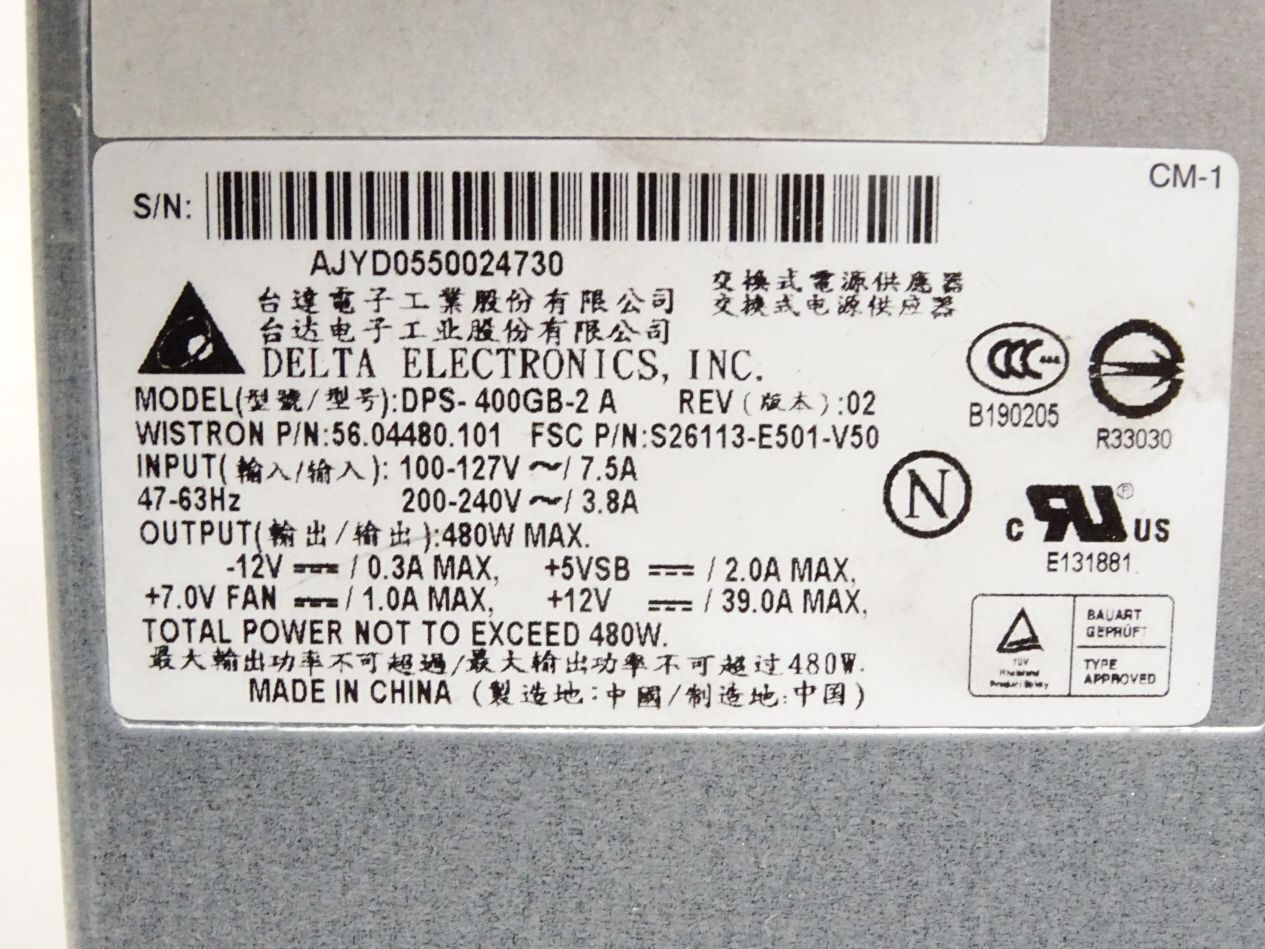 CM-1
S/N:
AJYD0550024730
交換式電源供應器
交换式电源供应器
台達電子工業股份有限公司
台达电子工业股份有限公司
DELTA ELECTRONICS, INC.
MODEL(型號/型号):DPS-400GB-2 A REV(版本):02
WISTRON P/N:56.04480.101 FSC P/N:S26113-E501-V50
INPUT(輸入/输入): 100-127V ~/ 7.5A
47-63Hz 200-240V ~/ 3.8A
OUTPUT(輸出/输出):480W MAX.
-12V ⎓ / 0.3A MAX, +5VSB ⎓ / 2.0A MAX,
+7.0V FAN ⎓ / 1.0A MAX, +12V ⎓ / 39.0A MAX,
TOTAL POWER NOT TO EXCEED 480W.
最大輸出功率不可超過/最大输出功率不可超过480W.
MADE IN CHINA (製造地:中國/制造地:中国)
CCC
B190205
R33030
N
C RU® US
E131881
TÜV
Rheinland
Product Safety
BAUART
GEPRÜFT
TYPE
APPROVED